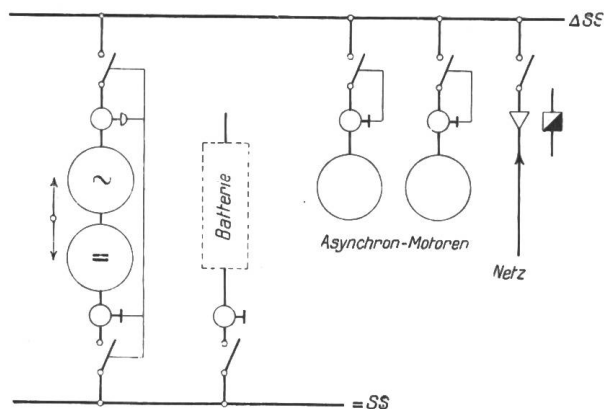 ΔSS
~
=
Batterie
Asynchron-Motoren
Netz
=SS